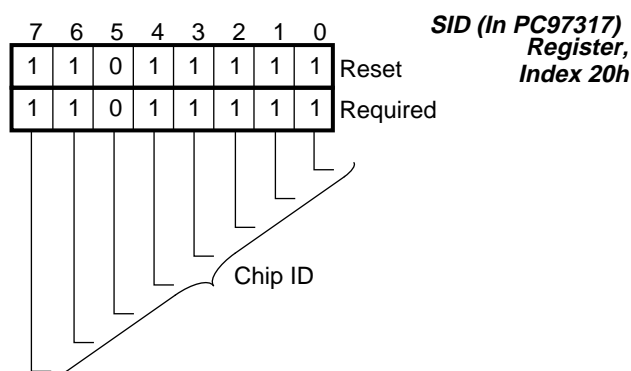 SID (In PC97317)
Register,
Index 20h
7 6 5 4 3 2 1 0
1 1 0 1 1 1 1 1 Reset
1 1 0 1 1 1 1 1 Required
Chip ID